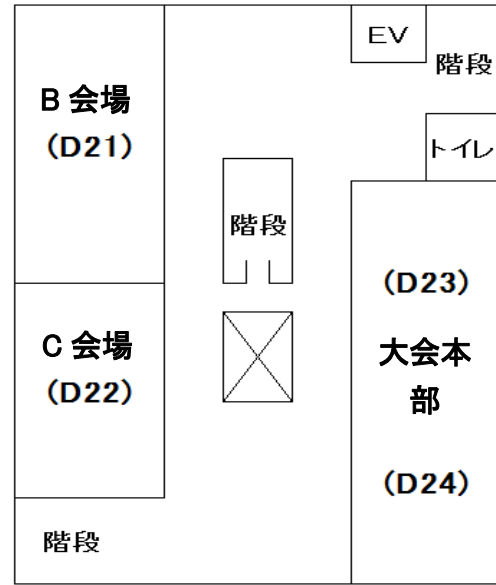 B 会場
(D21)
EV
階段
トイレ
階段
(D23)
大会本
部
(D24)
C 会場
(D22)
階段